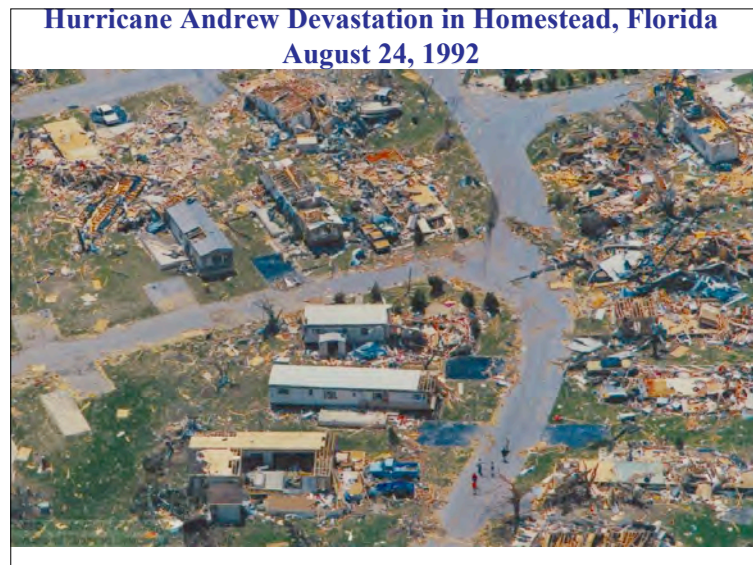 Hurricane Andrew Devastation in Homestead, Florida
August 24, 1992